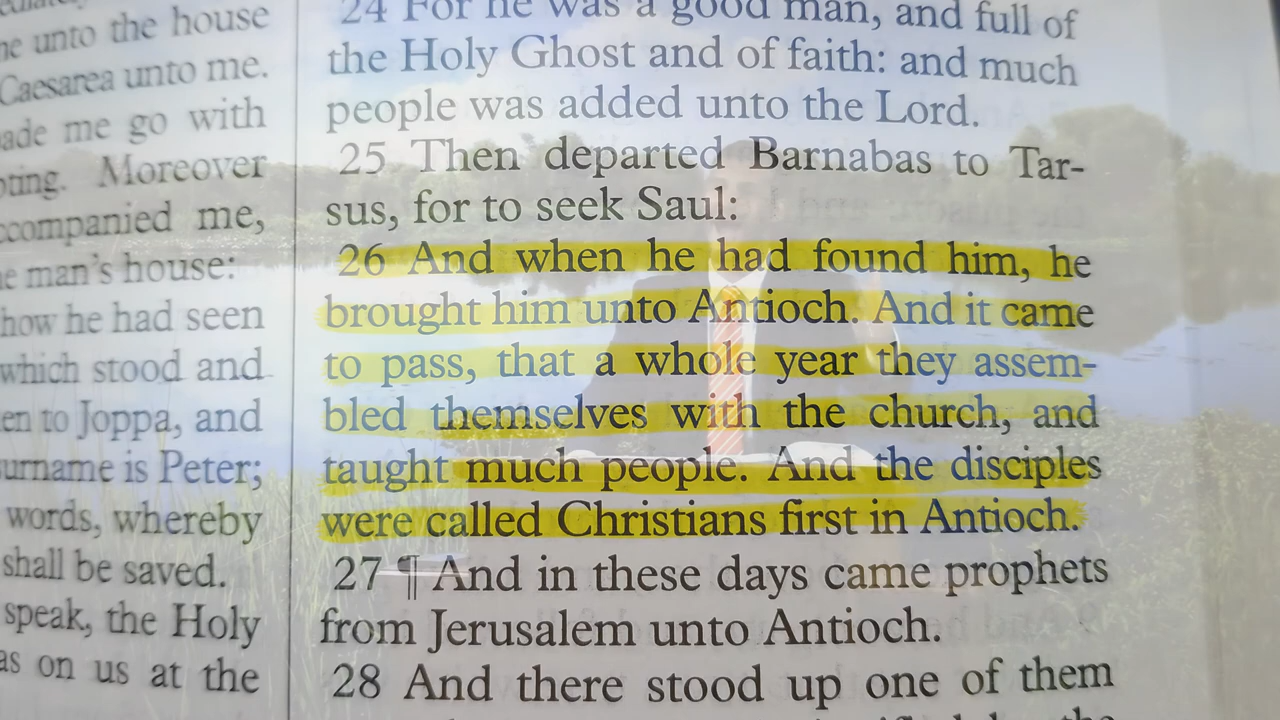 ne unto the house
Caesarea unto me.
ade me go with
oting. Moreover
ccompanied me,
e man's house:
how he had seen
which stood and
en to Joppa, and
urname is Peter;
words, whereby
shall be saved.
speak, the Holy
as on us at the
24 For he was a good man, and full of
the Holy Ghost and of faith: and much
people was added unto the Lord.
25 Then departed Barnabas to Tar-
sus, for to seek Saul:
26 And when he had found him, he
brought him unto Antioch. And it came
to pass, that a whole year they assem-
bled themselves with the church, and
taught much people. And the disciples
were called Christians first in Antioch.
27 ¶ And in these days came prophets
from Jerusalem unto Antioch.
28 And there stood up one of them